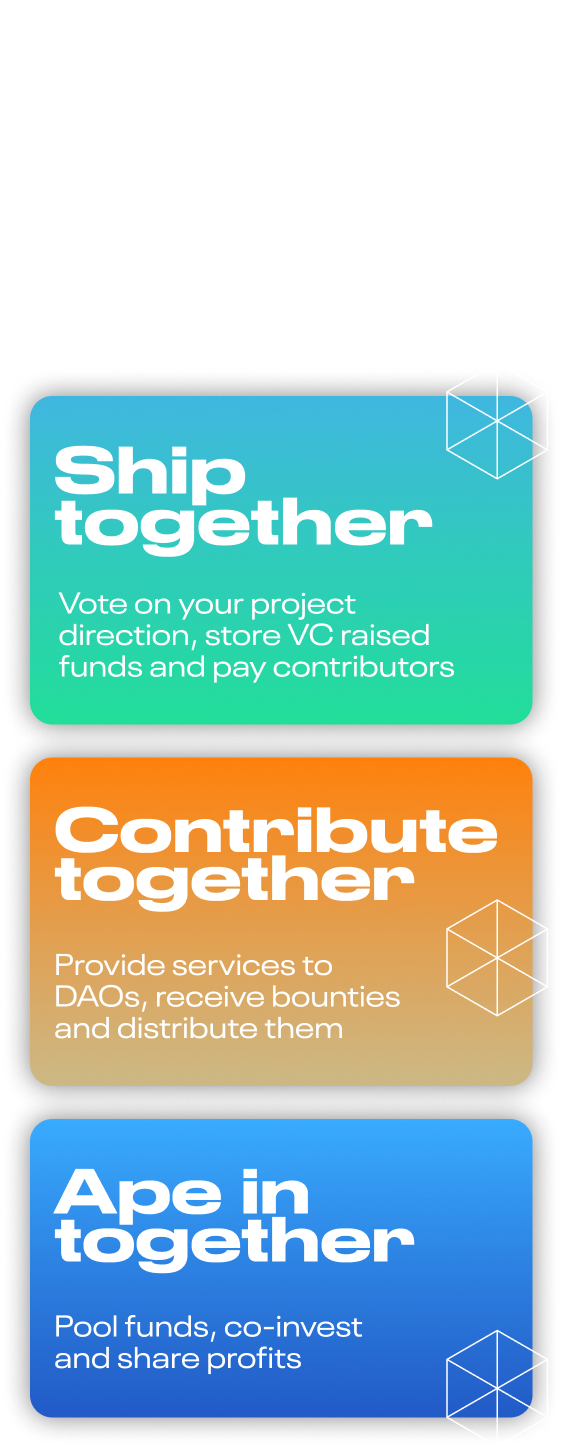 Ship
together
Vote on your project
direction, store VC raised
funds and pay contributors
Contribute
together
Provide services to
DAOs, receive bounties
and distribute them
Ape in
together
Pool funds, co-invest
and share profits